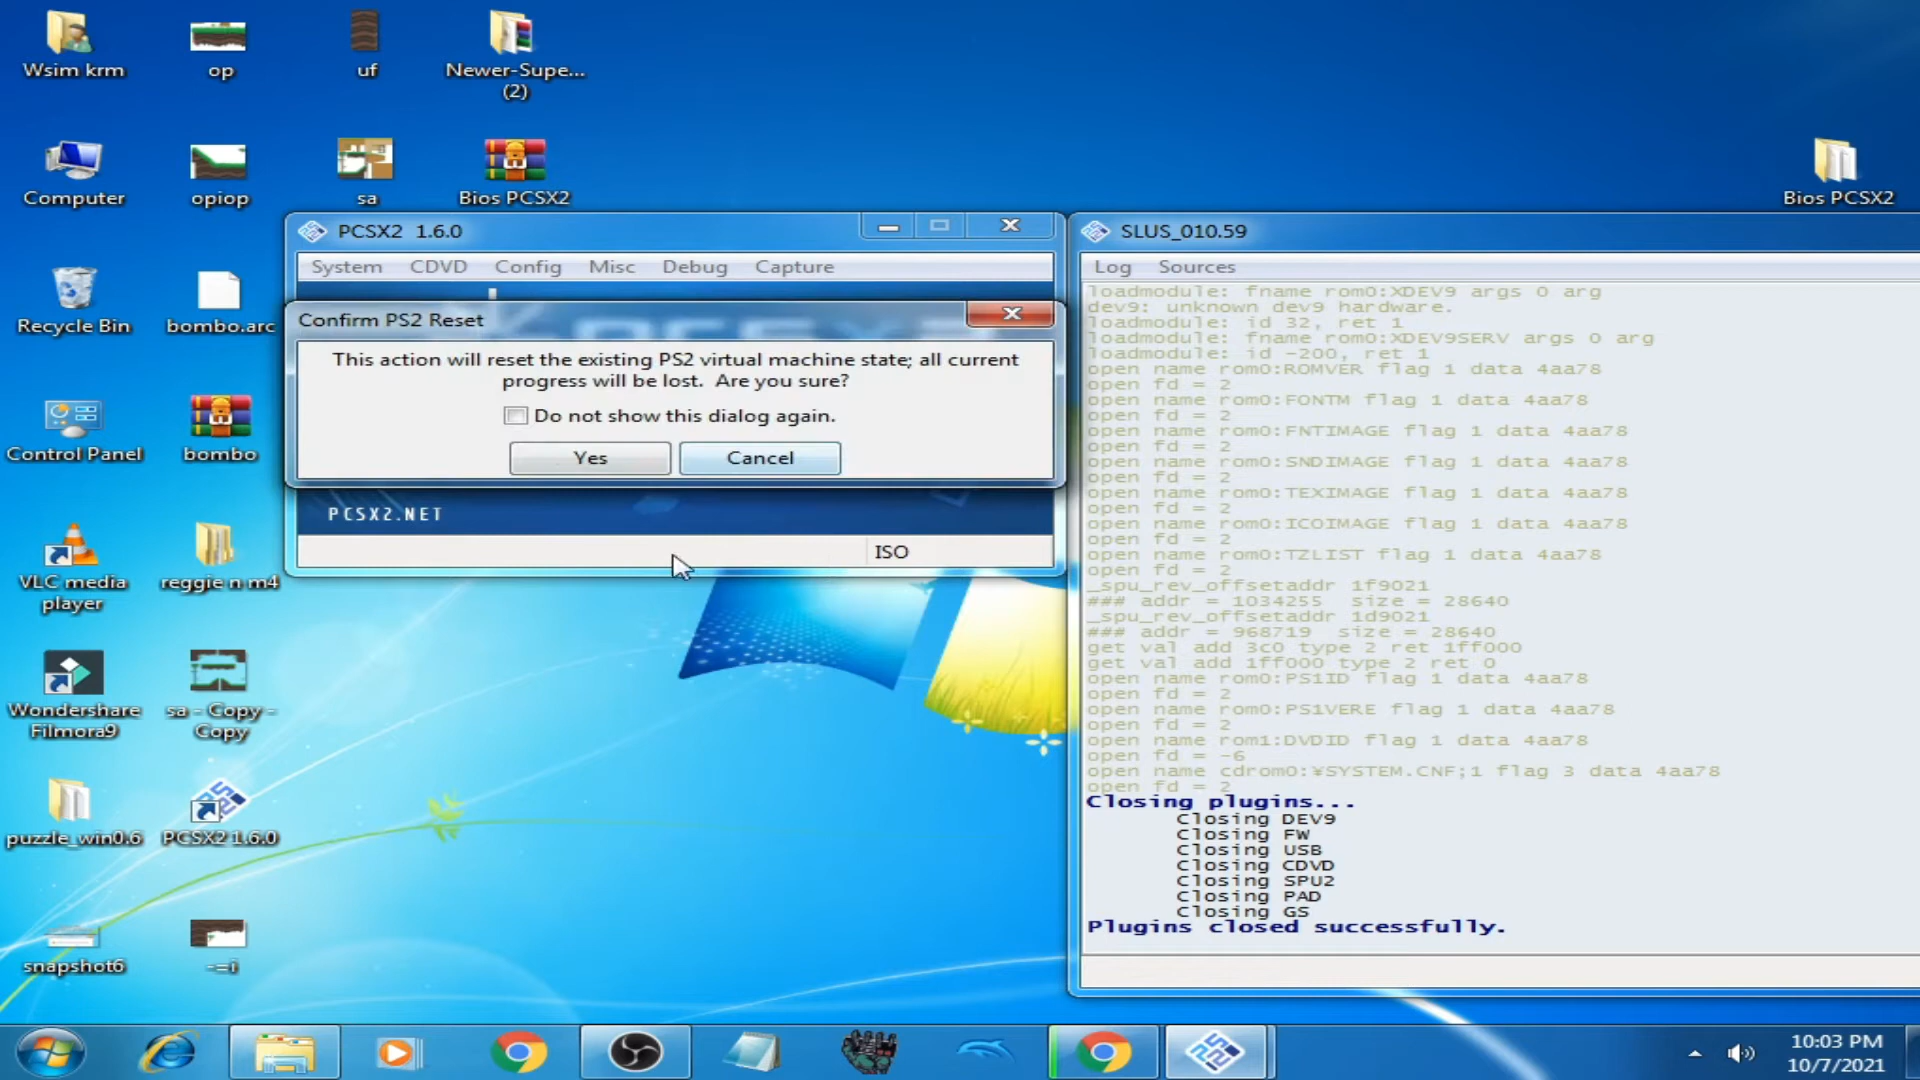 Wsim krm
op
uf
Newer-Supe...
(2)
Computer
opiop
sa
Bios PCSX2
Bios PCSX2
Recycle Bin
bombo.arc
Control Panel
bombo
VLC media
player
reggie n m4
Wondershare
Filmora9
sa - Copy -
Copy
puzzle_win0.6
PCSX2 1.6.0
snapshot6
-=i
PCSX2 1.6.0
System CDVD Config Misc Debug Capture
Confirm PS2 Reset
This action will reset the existing PS2 virtual machine state; all current
progress will be lost. Are you sure?
Do not show this dialog again.
Yes Cancel
PCSX2.NET
ISO
SLUS_010.59
Log Sources
loadmodule: fname rom0:XDEV9 args 0 arg
dev9: unknown dev9 hardware.
loadmodule: id 32, ret 1
loadmodule: fname rom0:XDEV9SERV args 0 arg
loadmodule: id -200, ret 1
open name rom0:ROMVER flag 1 data 4aa78
open fd = 2
open name rom0:FONTM flag 1 data 4aa78
open fd = 2
open name rom0:FNTIMAGE flag 1 data 4aa78
open fd = 2
open name rom0:SNDIMAGE flag 1 data 4aa78
open fd = 2
open name rom0:TEXIMAGE flag 1 data 4aa78
open fd = 2
open name rom0:ICOIMAGE flag 1 data 4aa78
open fd = 2
open name rom0:TZLIST flag 1 data 4aa78
open fd = 2
_spu_rev_offsetaddr 1f9021
### addr = 1034255 size = 28640
_spu_rev_offsetaddr 1d9021
### addr = 968719 size = 28640
get val add 3c0 type 2 ret 1ff000
get val add 1ff000 type 2 ret 0
open name rom0:PS1ID flag 1 data 4aa78
open fd = 2
open name rom0:PS1VERE flag 1 data 4aa78
open fd = 2
open name rom1:DVDID flag 1 data 4aa78
open fd = -6
open name cdrom0:¥SYSTEM.CNF;1 flag 3 data 4aa78
open fd = 2
Closing plugins...
Closing DEV9
Closing FW
Closing USB
Closing CDVD
Closing SPU2
Closing PAD
Closing GS
Plugins closed successfully.
10:03 PM
10/7/2021